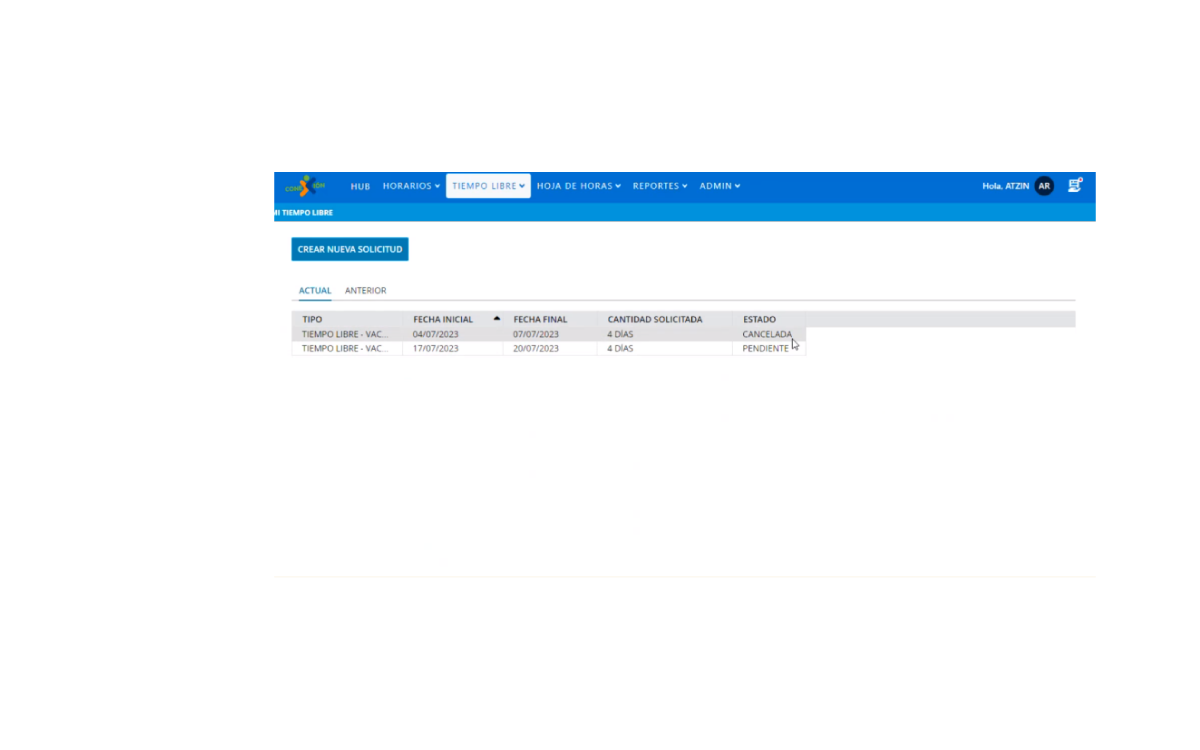 HUB HORARIOS TIEMPO LIBRE HOJA DE HORAS REPORTES ADMIN Hola, ATZIN AR
MI TIEMPO LIBRE
CREAR NUEVA SOLICITUD
ACTUAL ANTERIOR
TIPO FECHA INICIAL FECHA FINAL CANTIDAD SOLICITADA ESTADO
TIEMPO LIBRE - VAC... 04/07/2023 07/07/2023 4 DÍAS CANCELADA
TIEMPO LIBRE - VAC... 17/07/2023 20/07/2023 4 DÍAS PENDIENTE